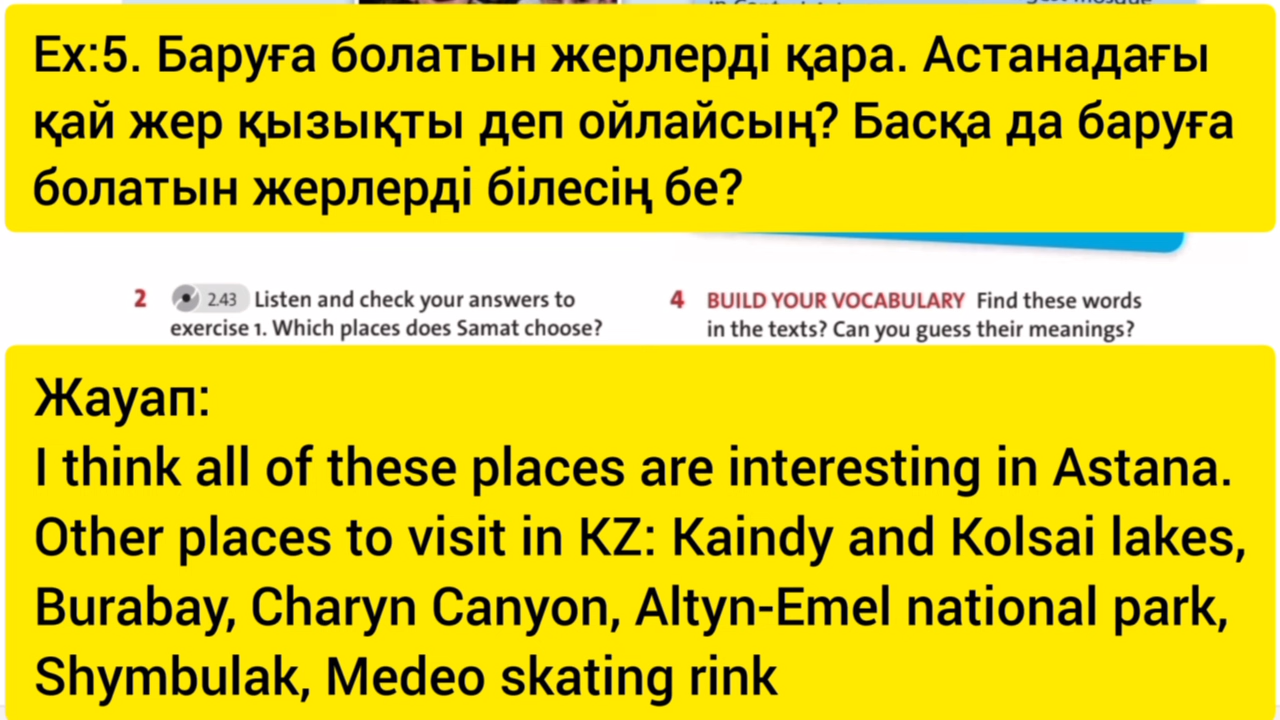 Ex:5. Баруға болатын жерлерді қара. Астанадағы
қай жер қызықты деп ойлайсың? Басқа да баруға
болатын жерлерді білесің бе?
2 2.43 Listen and check your answers to
exercise 1. Which places does Samat choose?
4 BUILD YOUR VOCABULARY Find these words
in the texts? Can you guess their meanings?
Жауап:
I think all of these places are interesting in Astana.
Other places to visit in KZ: Kaindy and Kolsai lakes,
Burabay, Charyn Canyon, Altyn-Emel national park,
Shymbulak, Medeo skating rink